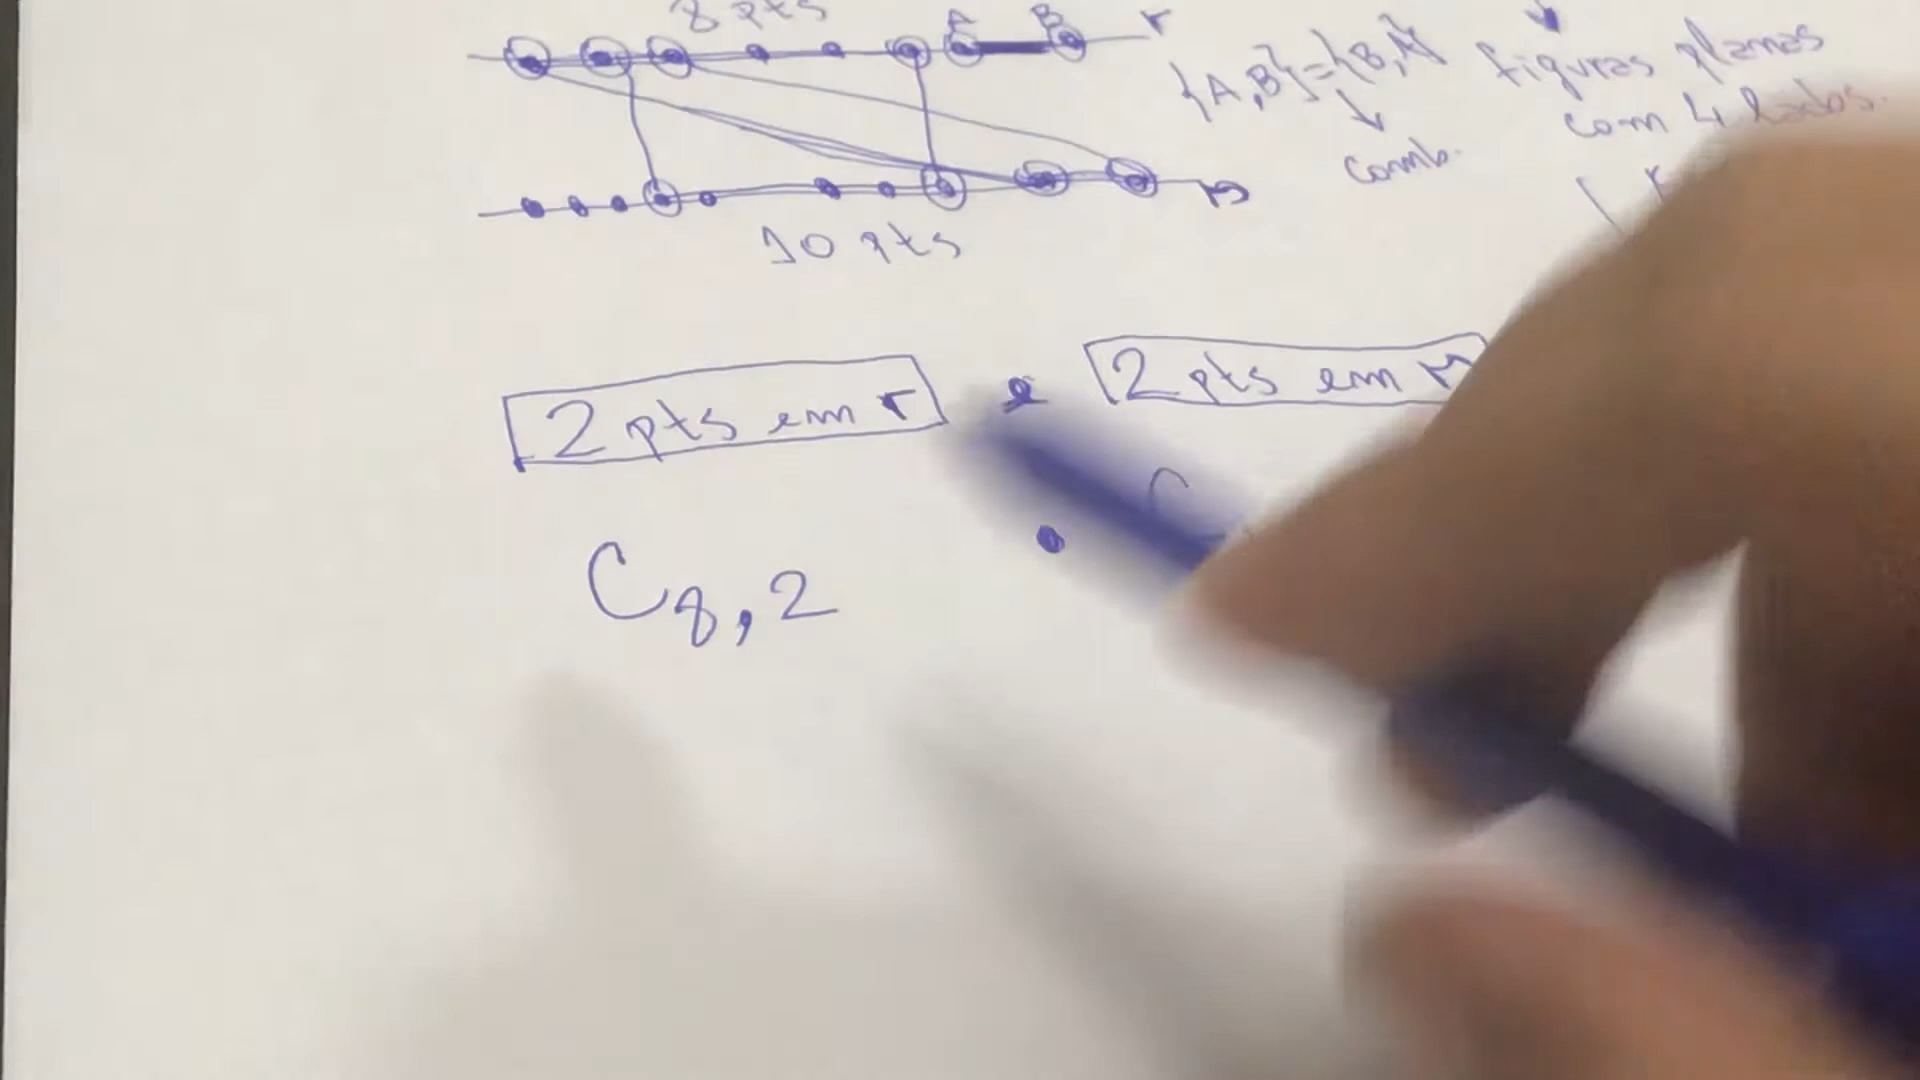 8 pts
A B r
{A,B}={B,A}
comb.
figuras planas
com 4 lados.
s
10 pts
2 pts em r e 2 pts em s
C8,2 . C